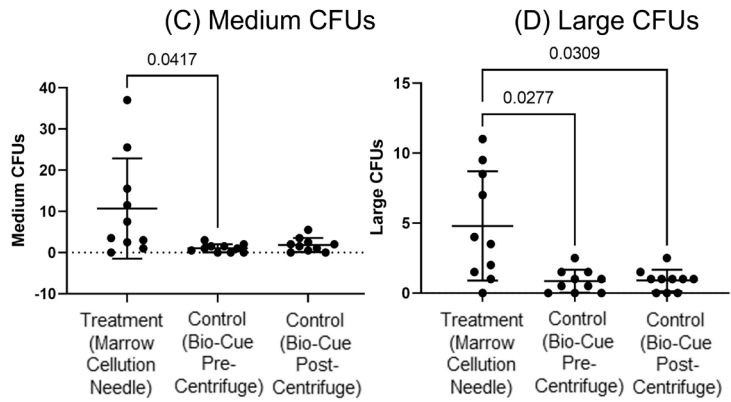 (C) Medium CFUs
0.0417
40
30
20
10
0
-10
Medium CFUs
Treatment
(Marrow
Cellution
Needle)
Control
(Bio-Cue
Pre-
Centrifuge)
Control
(Bio-Cue
Post-
Centrifuge)
(D) Large CFUs
0.0309
0.0277
15
10
5
0
Large CFUs
Treatment
(Marrow
Cellution
Needle)
Control
(Bio-Cue
Pre-
Centrifuge)
Control
(Bio-Cue
Post-
Centrifuge)